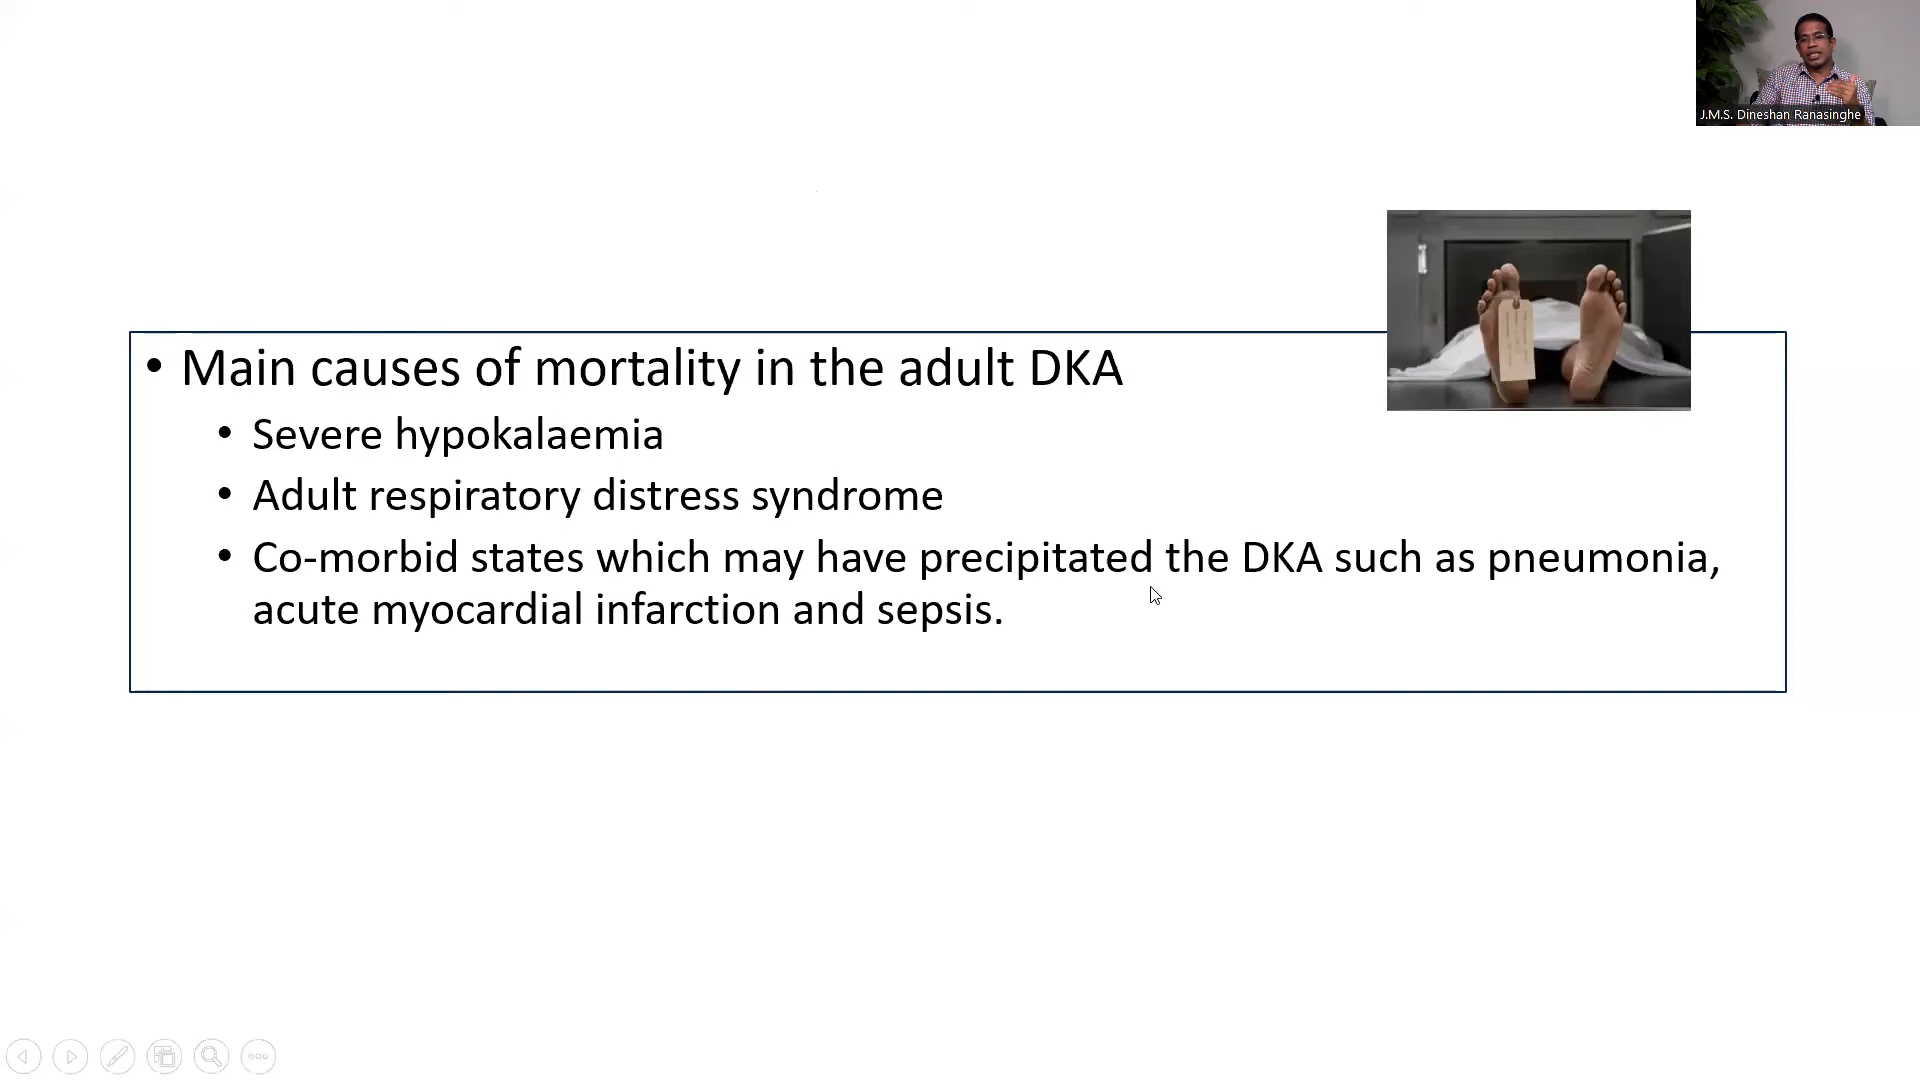 J.M.S. Dineshan Ranasinghe
• Main causes of mortality in the adult DKA
• Severe hypokalaemia
• Adult respiratory distress syndrome
• Co-morbid states which may have precipitated the DKA such as pneumonia,
acute myocardial infarction and sepsis.